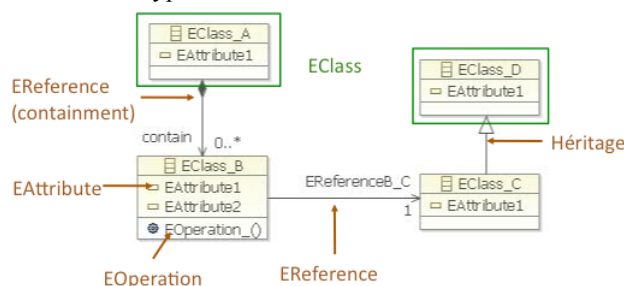 EClass_A
EAttribute1
EClass
EClass_D
EAttribute1
EReference
(containment)
contain
0..*
Héritage
EClass_B
EAttribute1
EAttribute2
EOperation_()
EAttribute
EReferenceB_C
1
EClass_C
EAttribute1
EOperation
EReference